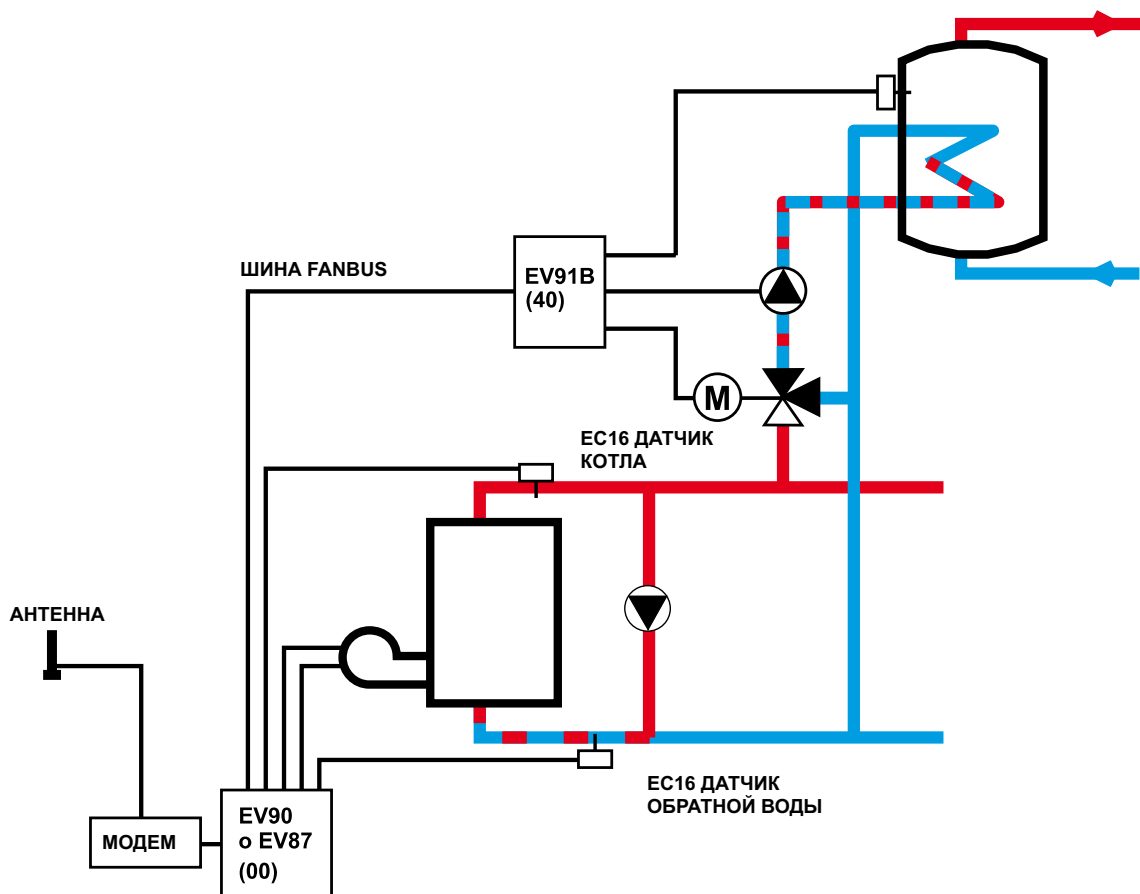 ШИНА FANBUS
EV91B
(40)
M
EC16 ДАТЧИК
КОТЛА
АНТЕННА
EC16 ДАТЧИК
ОБРАТНОЙ ВОДЫ
МОДЕМ
EV90
o EV87
(00)